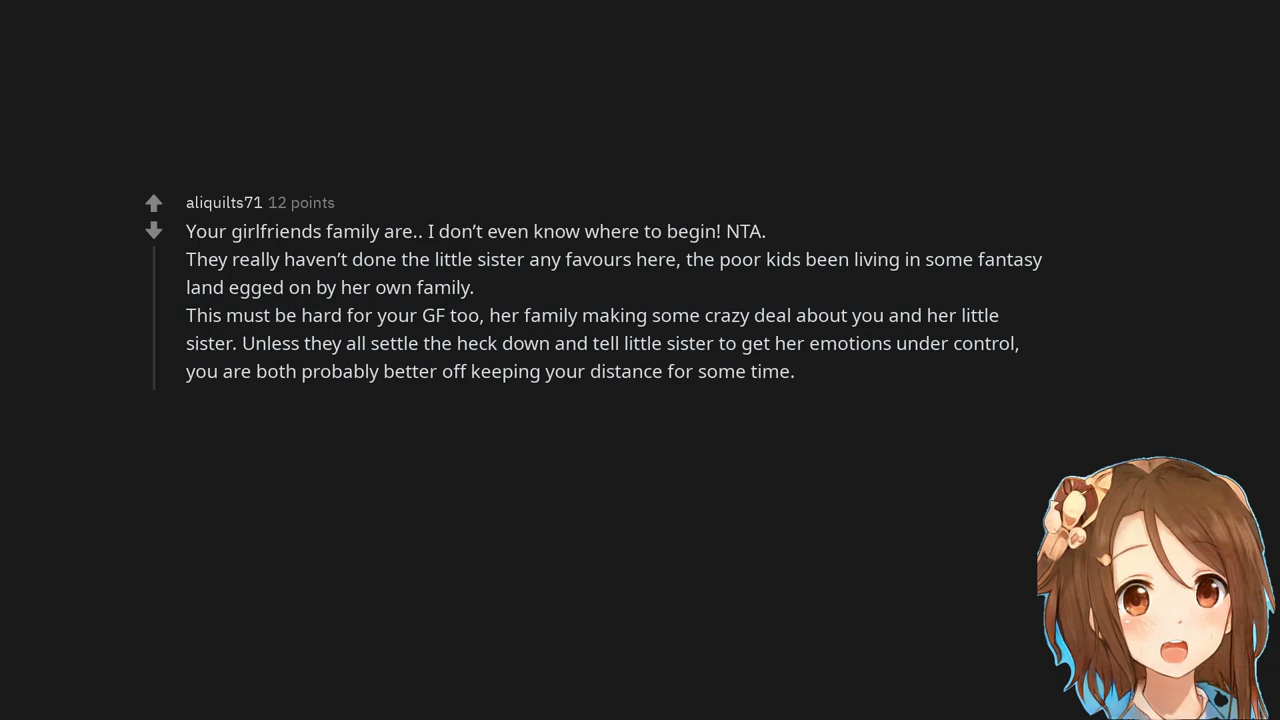 aliquilts71 12 points
Your girlfriends family are.. I don’t even know where to begin! NTA.
They really haven’t done the little sister any favours here, the poor kids been living in some fantasy
land egged on by her own family.
This must be hard for your GF too, her family making some crazy deal about you and her little
sister. Unless they all settle the heck down and tell little sister to get her emotions under control,
you are both probably better off keeping your distance for some time.